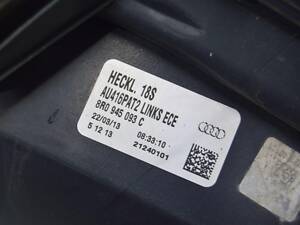 HECKL. 18S
AU416PAT2 LINKS ECE
8R0 945 093 C
22/03/13 08:33:10
5 12 13 21240101